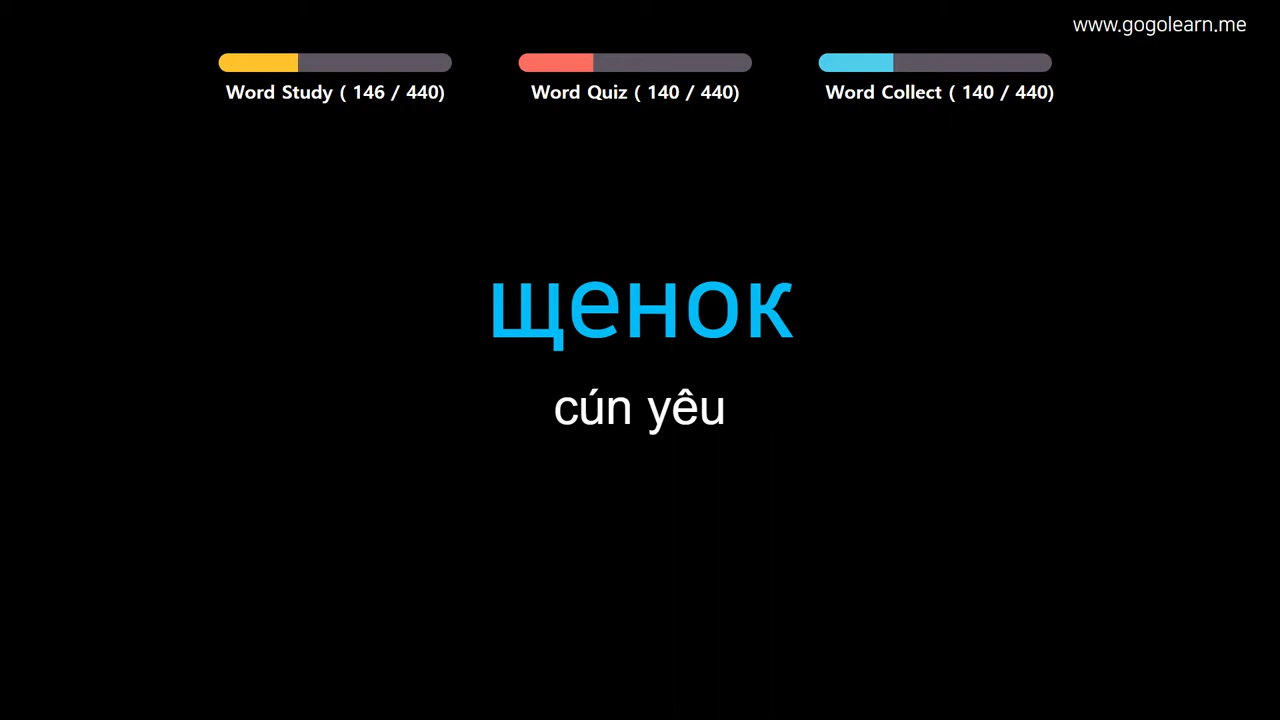 www.gogolearn.me
Word Study ( 146 / 440)
Word Quiz ( 140 / 440)
Word Collect ( 140 / 440)
щенок
cún yêu